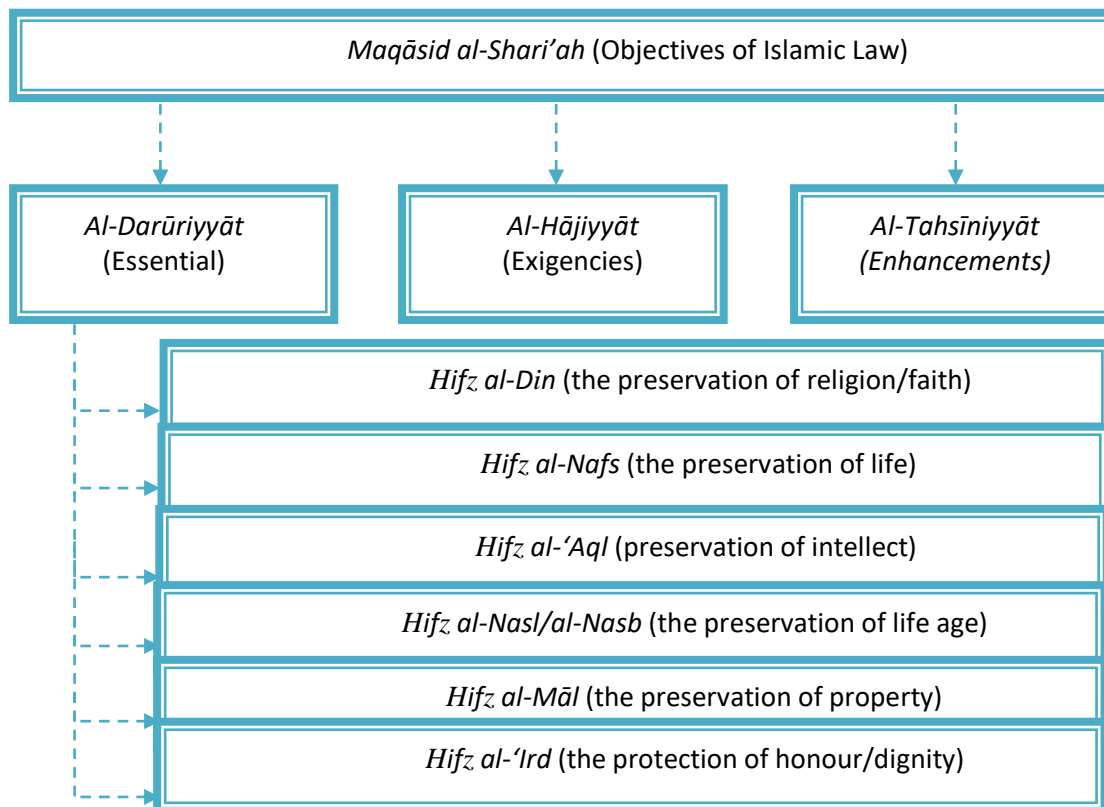 Maqāsid al-Shari’ah (Objectives of Islamic Law)
Al-Darūriyyāt
(Essential)
Al-Hājiyyāt
(Exigencies)
Al-Tahsīniyyāt
(Enhancements)
Hifz al-Din (the preservation of religion/faith)
Hifz al-Nafs (the preservation of life)
Hifz al-‘Aql (preservation of intellect)
Hifz al-Nasl/al-Nasb (the preservation of life age)
Hifz al-Māl (the preservation of property)
Hifz al-‘Ird (the protection of honour/dignity)